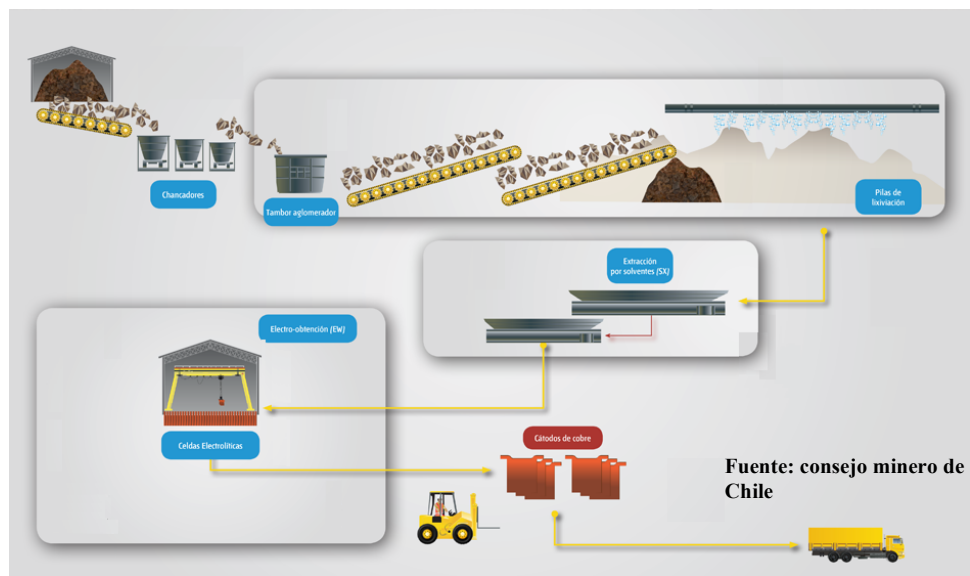 Chancadores
Tambor aglomerador
Pilas de
lixiviación
Extracción
por solventes (SX)
Electro-obtención (EW)
Celdas Electrolíticas
Cátodos de cobre
Fuente: consejo minero de
Chile